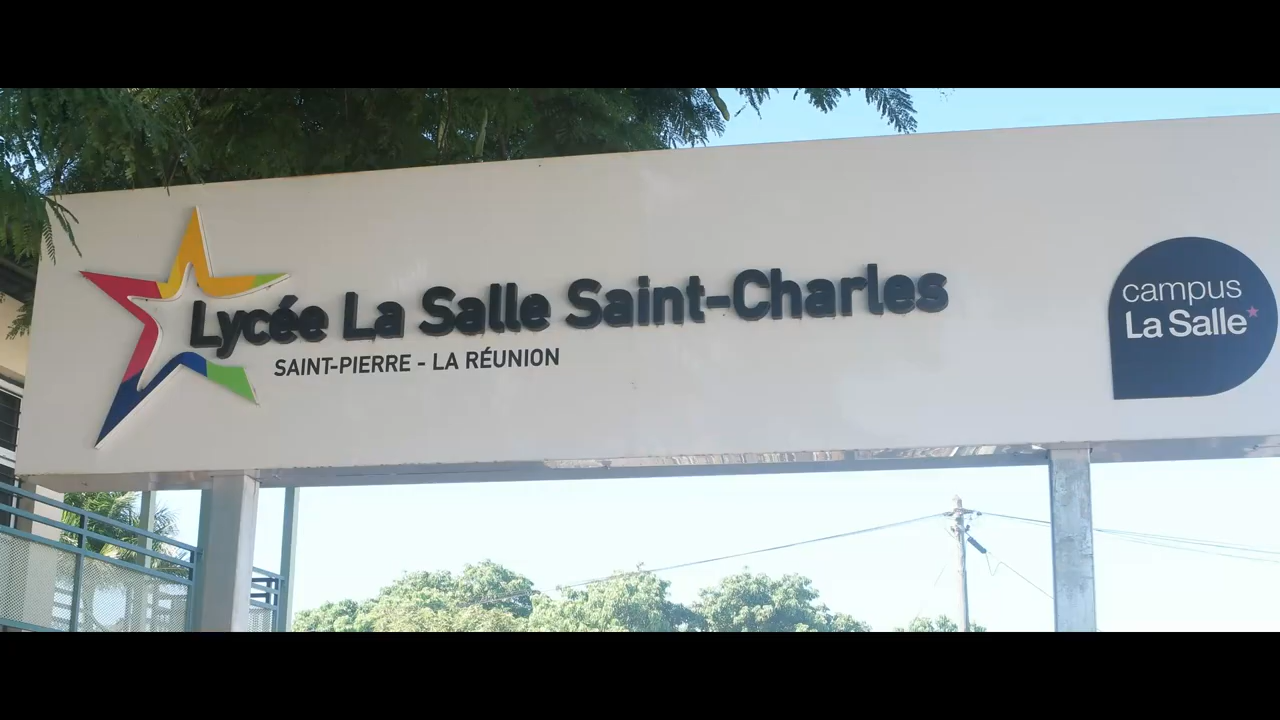 Lycée La Salle Saint-Charles
SAINT-PIERRE - LA RÉUNION
campus
La Salle